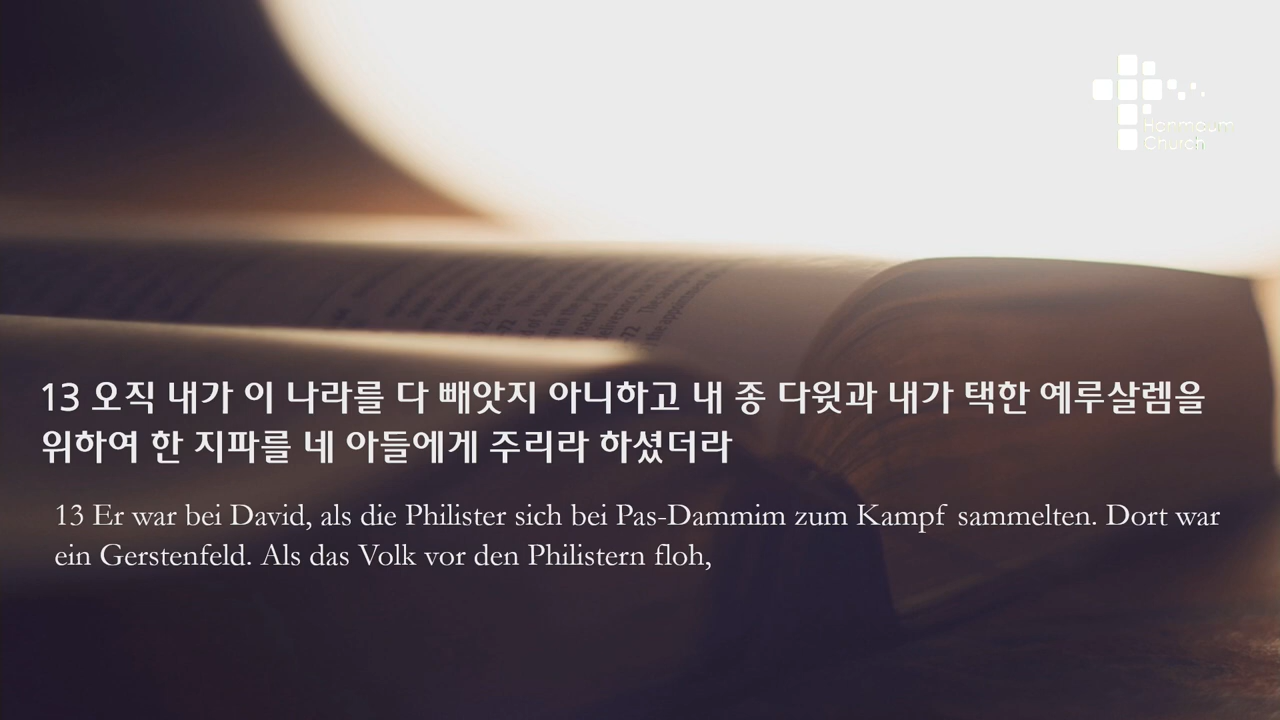 Hanmaum
Church
13 오직 내가 이 나라를 다 빼앗지 아니하고 내 종 다윗과 내가 택한 예루살렘을
위하여 한 지파를 네 아들에게 주리라 하셨더라
13 Er war bei David, als die Philister sich bei Pas-Dammim zum Kampf sammelten. Dort war
ein Gerstenfeld. Als das Volk vor den Philistern floh,